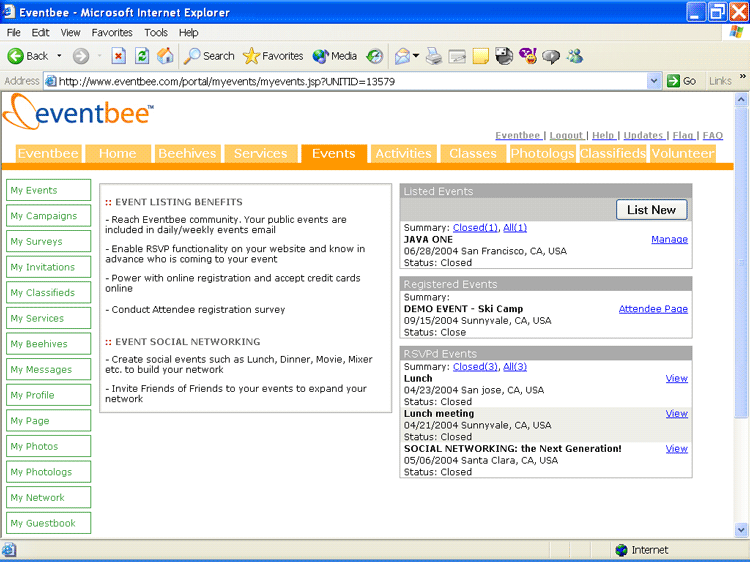 Eventbee - Microsoft Internet Explorer
File Edit View Favorites Tools Help
Back Search Favorites Media
Address http://www.eventbee.com/portal/myevents/myevents.jsp?UNITID=13579 Go Links »
eventbee™
Eventbee | Logout | Help | Updates | Flag | FAQ
Eventbee Home Beehives Services Events Activities Classes Photologs Classifieds Volunteer
My Events
My Campaigns
My Surveys
My Invitations
My Classifieds
My Services
My Beehives
My Messages
My Profile
My Page
My Photos
My Photologs
My Network
My Guestbook
:: EVENT LISTING BENEFITS
- Reach Eventbee community. Your public events are
included in daily/weekly events email
- Enable RSVP functionality on your website and know in
advance who is coming to your event
- Power with online registration and accept credit cards
online
- Conduct Attendee registration survey
:: EVENT SOCIAL NETWORKING
- Create social events such as Lunch, Dinner, Movie, Mixer
etc. to build your network
- Invite Friends of Friends to your events to expand your
network
Listed Events
List New
Summary: Closed(1), All(1)
JAVA ONE Manage
06/28/2004 San Francisco, CA, USA
Status: Closed
Registered Events
Summary:
DEMO EVENT - Ski Camp Attendee Page
09/15/2004 Sunnyvale, CA, USA
Status: Close
RSVPd Events
Summary: Closed(3), All(3)
Lunch View
04/23/2004 San jose, CA, USA
Status: Closed
Lunch meeting View
04/21/2004 Sunnyvale, CA, USA
Status: Closed
SOCIAL NETWORKING: the Next Generation! View
05/06/2004 Santa Clara, CA, USA
Status: Closed
Internet